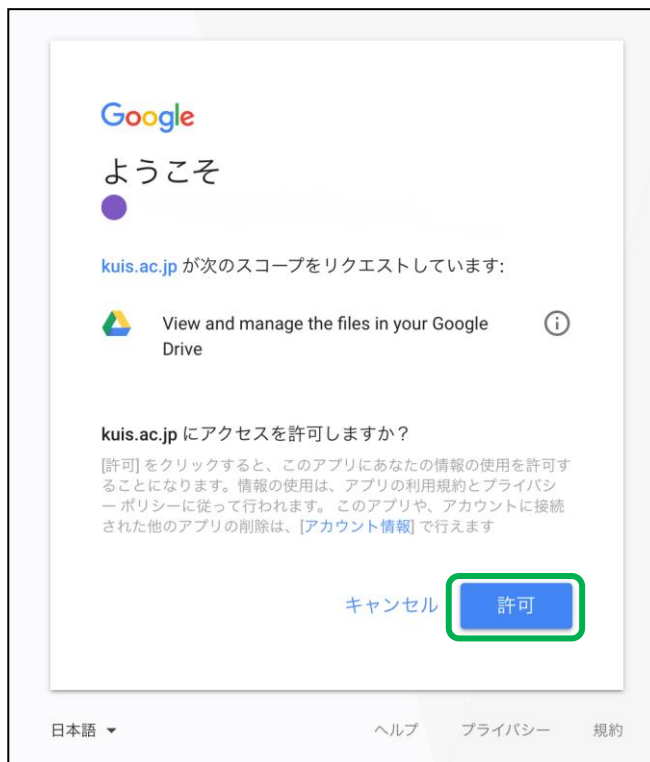 Google
ようこそ
kuis.ac.jp が次のスコープをリクエストしています:
View and manage the files in your Google
Drive
kuis.ac.jp にアクセスを許可しますか？
[許可] をクリックすると、このアプリにあなたの情報の使用を許可す
ることになります。情報の使用は、アプリの利用規約とプライバシ
ー ポリシーに従って行われます。 このアプリや、アカウントに接続
された他のアプリの削除は、[アカウント情報] で行えます
キャンセル 許可
日本語 ヘルプ プライバシー 規約